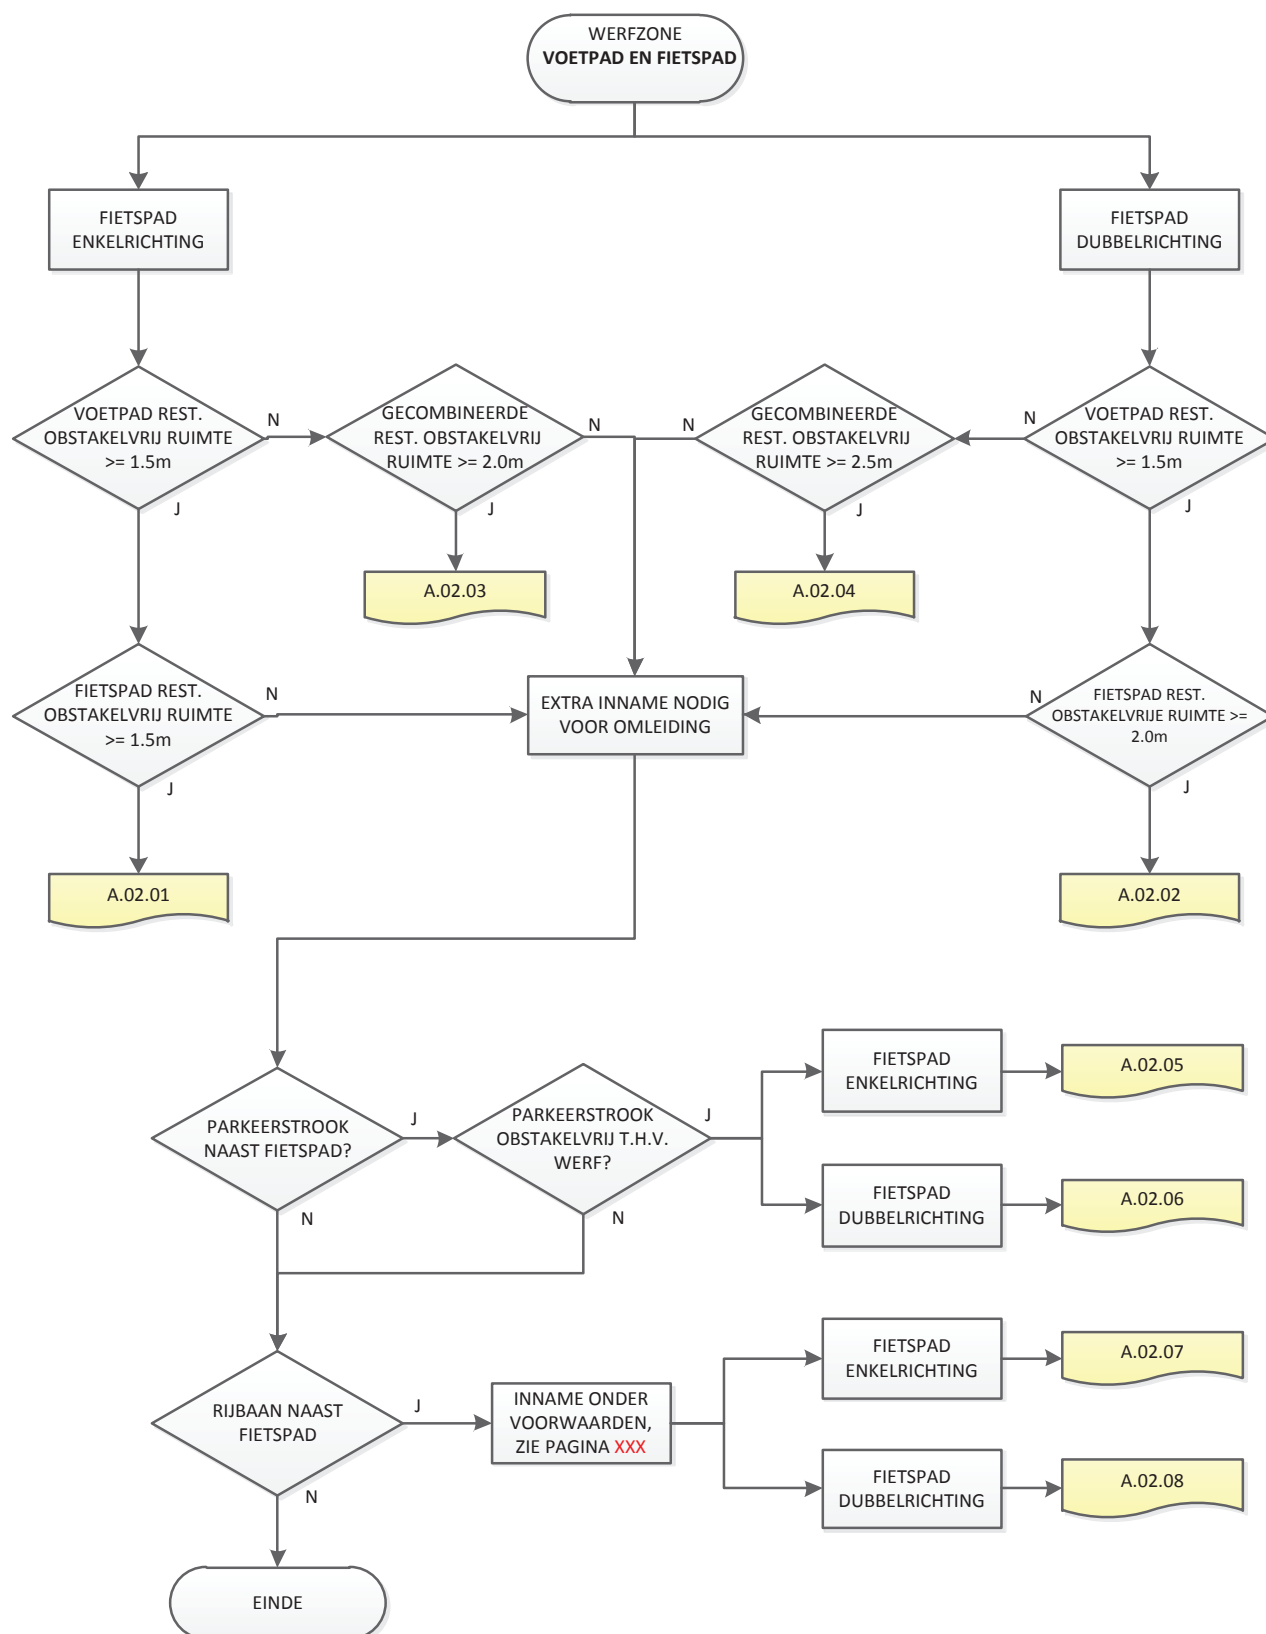 WERFZONE
VOETPAD EN FIETSPAD
FIETSPAD
ENKELRICHTING
FIETSPAD
DUBBELRICHTING
VOETPAD REST.
OBSTAKELVRIJ RUIMTE
>= 1.5m
N
J
GECOMBINEERDE
REST. OBSTAKELVRIJ
RUIMTE >= 2.0m
N
J
GECOMBINEERDE
REST. OBSTAKELVRIJ
RUIMTE >= 2.5m
N
J
VOETPAD REST.
OBSTAKELVRIJ RUIMTE
>= 1.5m
N
J
A.02.03
A.02.04
FIETSPAD REST.
OBSTAKELVRIJ RUIMTE
>= 1.5m
N
J
EXTRA INNAME NODIG
VOOR OMLEIDING
FIETSPAD REST.
OBSTAKELVRIJE RUIMTE >=
2.0m
N
J
A.02.01
A.02.02
PARKEERSTROOK
NAAST FIETSPAD?
J
N
PARKEERSTROOK
OBSTAKELVRIJ T.H.V.
WERF?
J
N
FIETSPAD
ENKELRICHTING
A.02.05
FIETSPAD
DUBBELRICHTING
A.02.06
RIJBAAN NAAST
FIETSPAD
J
N
INNAME ONDER
VOORWAARDEN,
ZIE PAGINA XXX
FIETSPAD
ENKELRICHTING
A.02.07
FIETSPAD
DUBBELRICHTING
A.02.08
EINDE